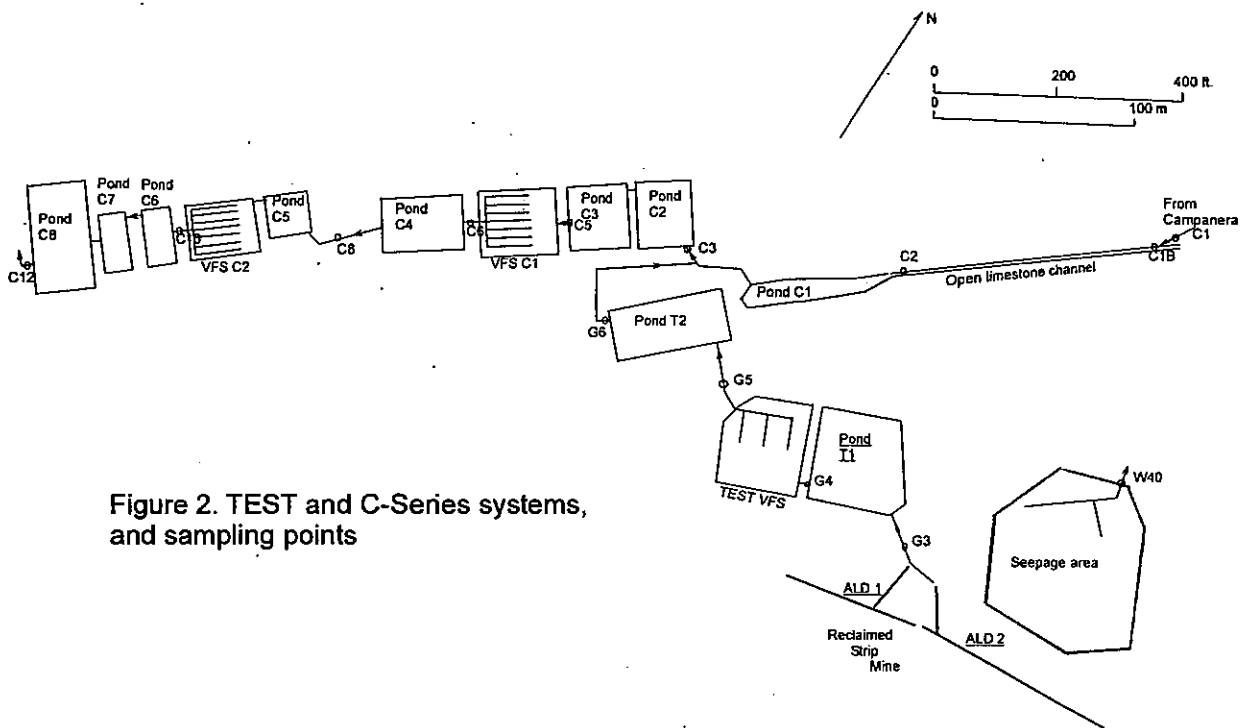 N
0 200 400 ft.
0 100 m
From
Campanera
C1
C1B
C2
Open limestone channel
Pond C1
C3
Pond
C2
Pond
C3
C5
VFS C1
Pond
C4
C8
Pond
C5
VFS C2
Pond
C6
Pond
C7
Pond
C8
C12
Pond T2
G6
G5
TEST VFS
G4
Pond
T1
G3
ALD 1
ALD 2
Reclaimed
Strip
Mine
Seepage area
W40
Figure 2. TEST and C-Series systems,
and sampling points